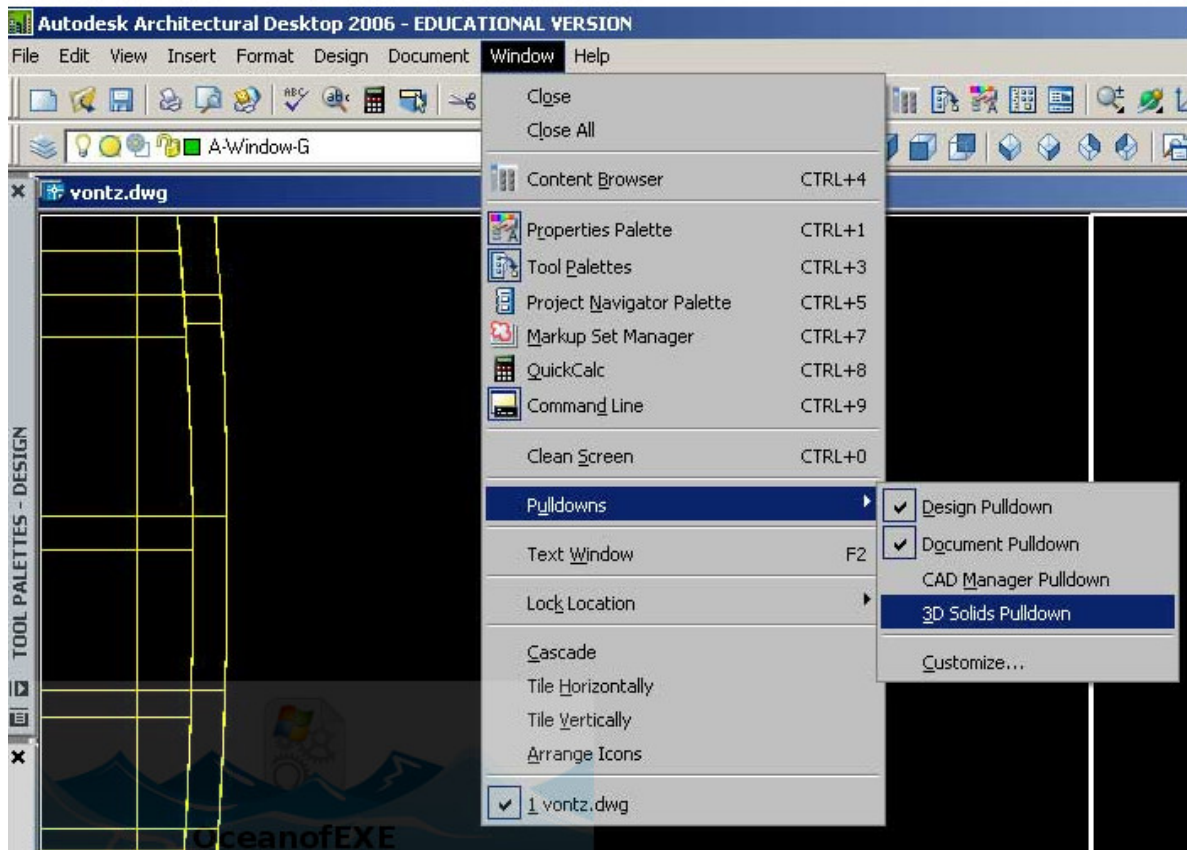 Autodesk Architectural Desktop 2006 - EDUCATIONAL VERSION
File Edit View Insert Format Design Document Window Help
ABC
A-Window-G
vontz.dwg
Close
Close All
Content Browser CTRL+4
Properties Palette CTRL+1
Tool Palettes CTRL+3
Project Navigator Palette CTRL+5
Markup Set Manager CTRL+7
QuickCalc CTRL+8
Command Line CTRL+9
Clean Screen CTRL+0
Pulldowns
Text Window F2
Lock Location
Cascade
Tile Horizontally
Tile Vertically
Arrange Icons
1 vontz.dwg
Design Pulldown
Document Pulldown
CAD Manager Pulldown
3D Solids Pulldown
Customize...
TOOL PALETTES - DESIGN
OceanofEXE